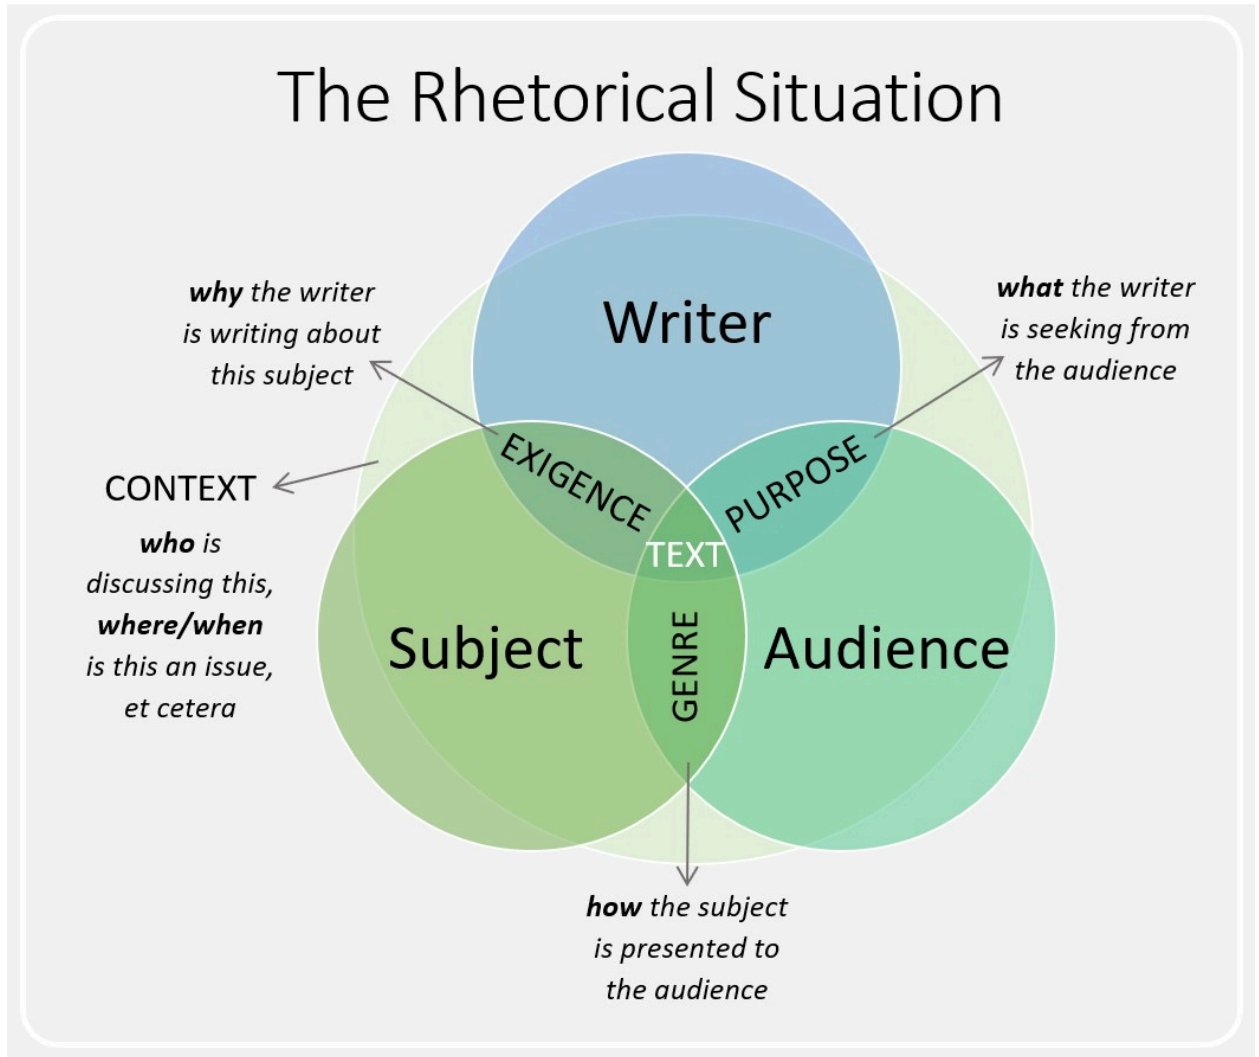 The Rhetorical Situation
why the writer
is writing about
this subject
what the writer
is seeking from
the audience
Writer
EXIGENCE
PURPOSE
CONTEXT
who is
discussing this,
where/when
is this an issue,
et cetera
TEXT
Subject
GENRE
Audience
how the subject
is presented to
the audience